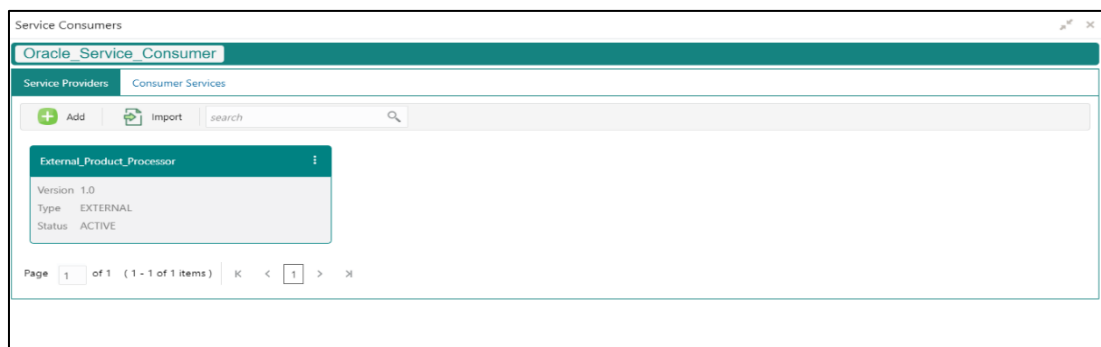 Service Consumers
Oracle_Service_Consumer
Service Providers Consumer Services
Add Import search
External_Product_Processor
Version 1.0
Type EXTERNAL
Status ACTIVE
Page 1 of 1 ( 1 - 1 of 1 items ) 1